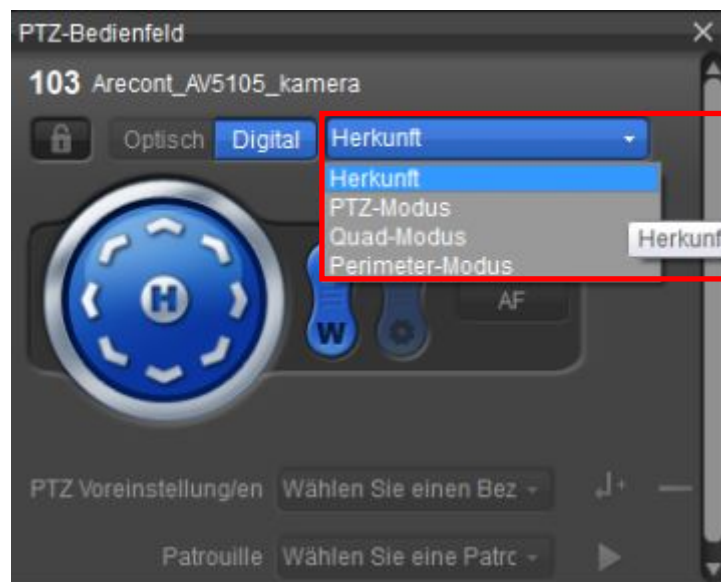 PTZ-Bedienfeld
103 Arecont_AV5105_kamera
Optisch Digital Herkunft
Herkunft
PTZ-Modus
Quad-Modus
Herkunf
Perimeter-Modus
H
W
AF
PTZ Voreinstellung/en Wählen Sie einen Bez
Patrouille Wählen Sie eine Patrc